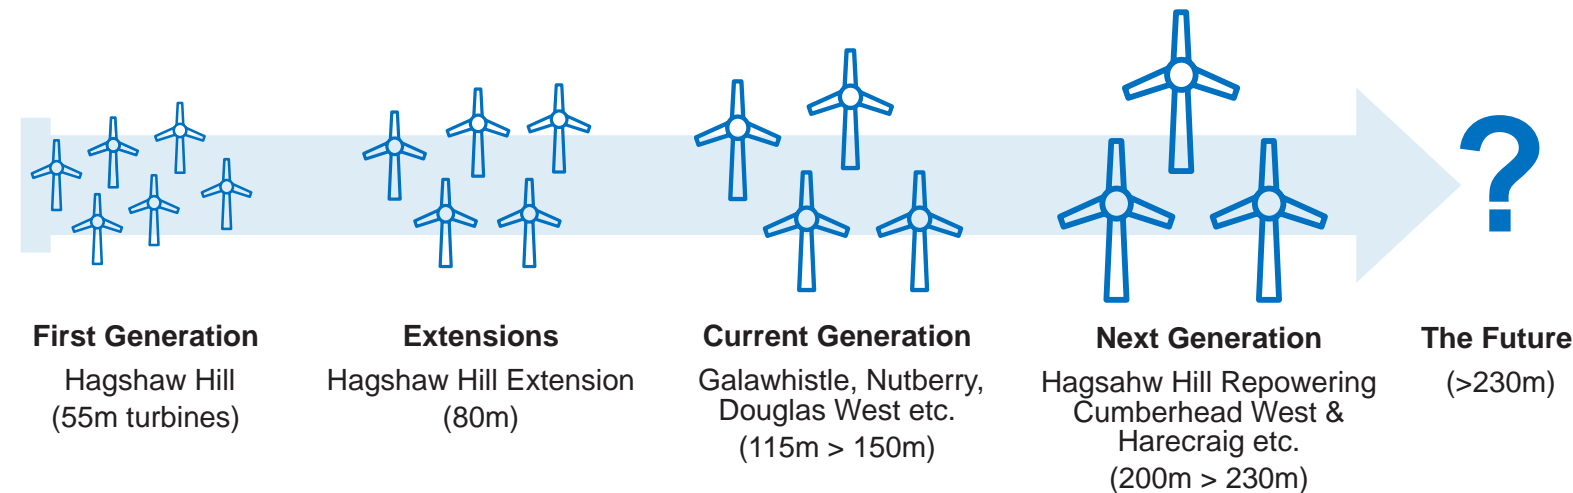 ?
First Generation
Hagshaw Hill
(55m turbines)
Extensions
Hagshaw Hill Extension
(80m)
Current Generation
Galawhistle, Nutberry,
Douglas West etc.
(115m > 150m)
Next Generation
Hagsahw Hill Repowering
Cumberhead West &
Harecraig etc.
(200m > 230m)
The Future
(>230m)